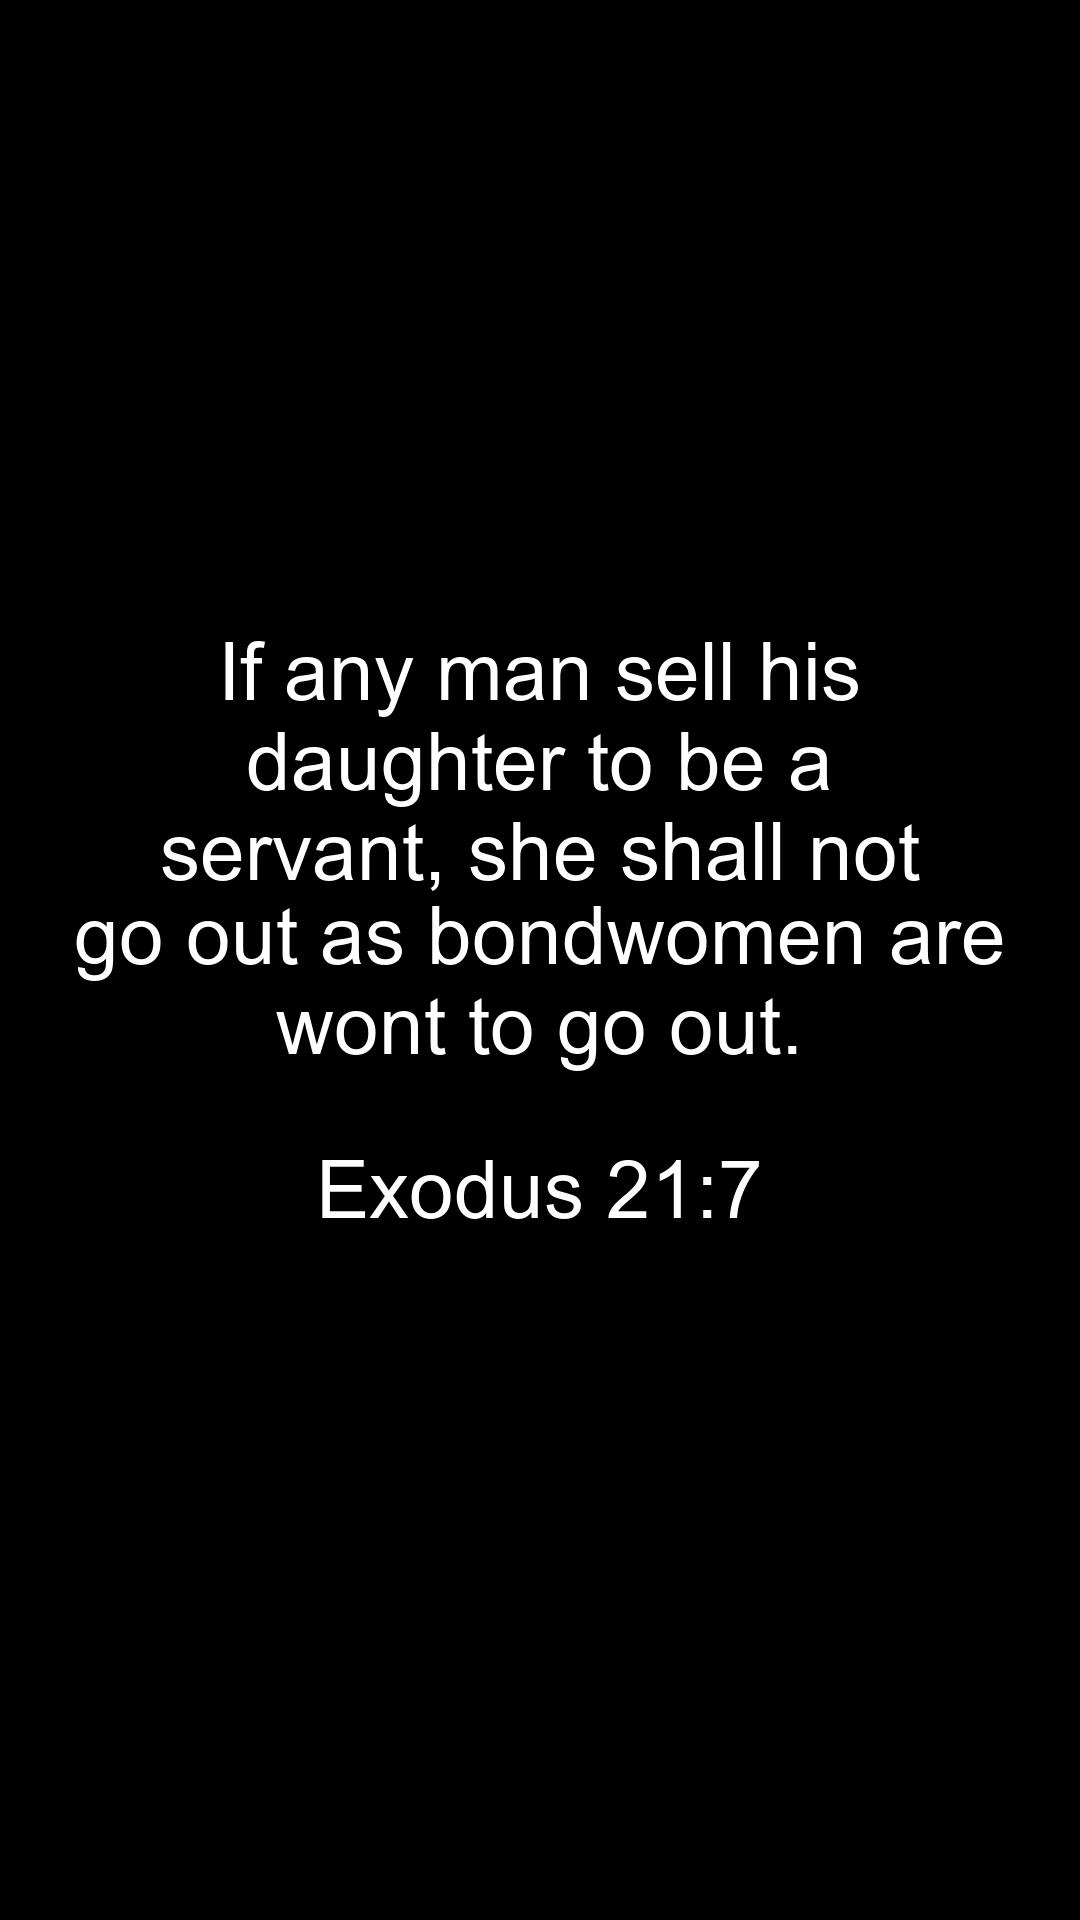 If any man sell his
daughter to be a
servant, she shall not
go out as bondwomen are
wont to go out.
Exodus 21:7